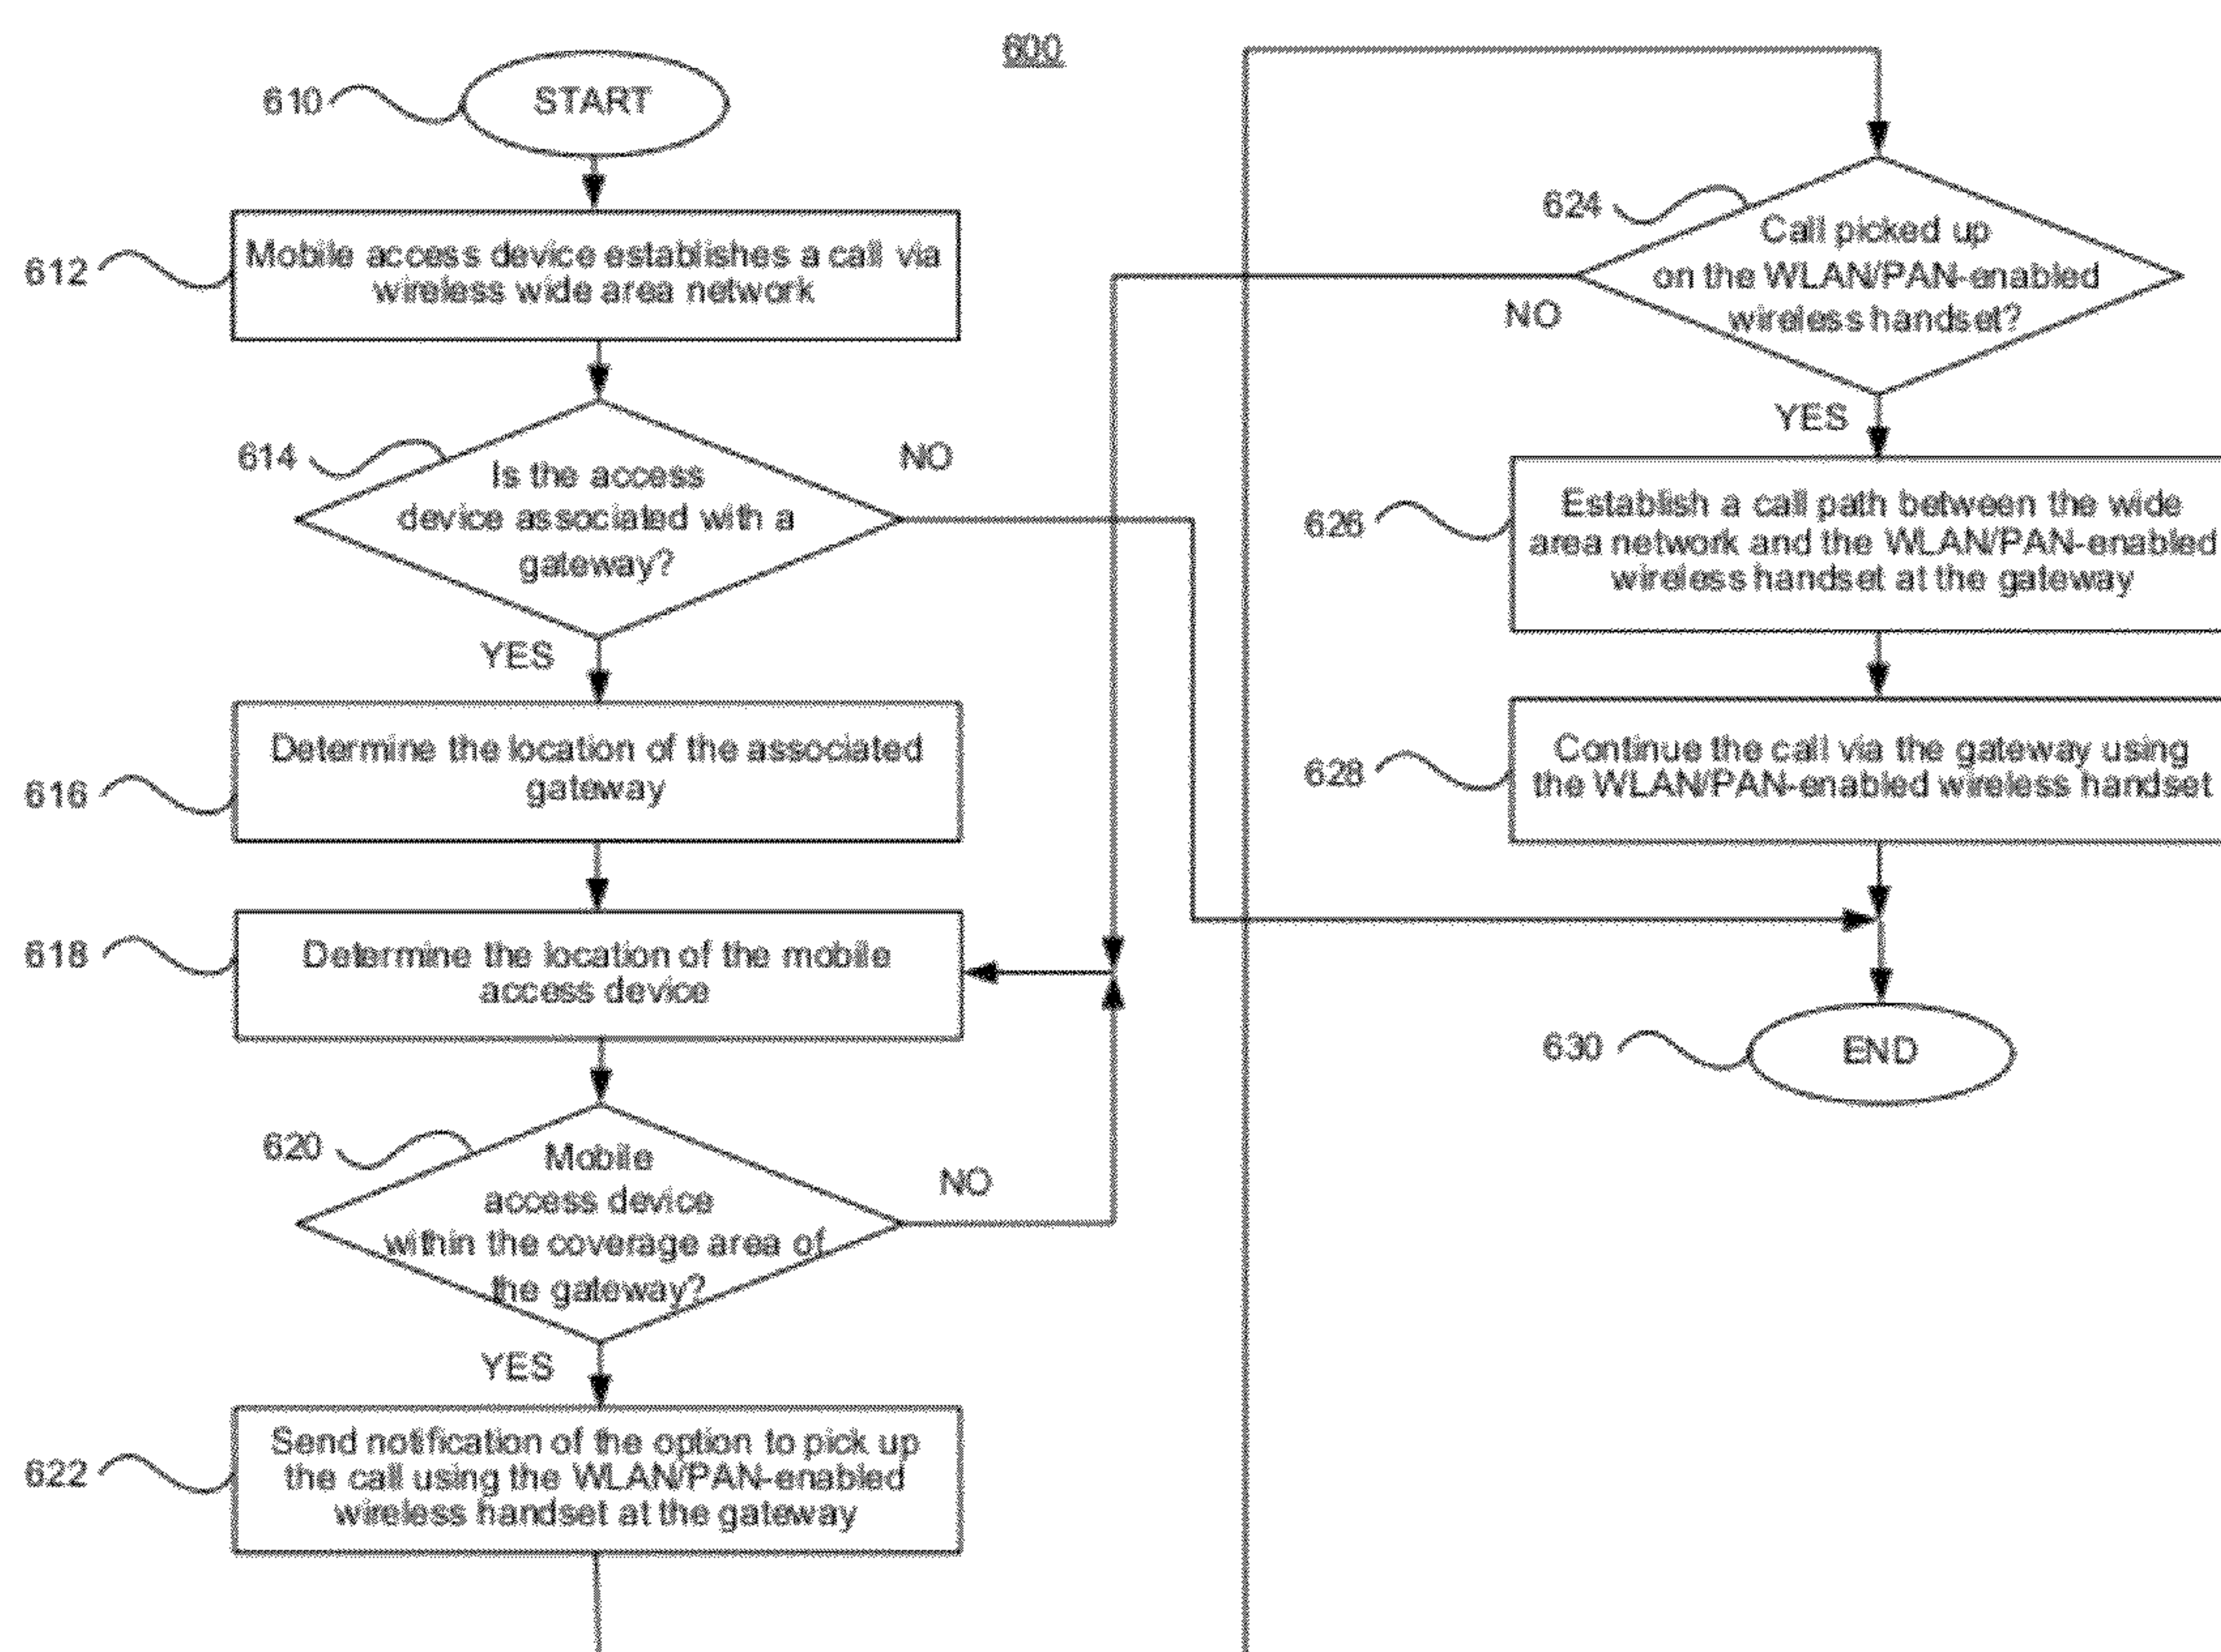 600
610
START
612
Mobile access device establishes a call via
wireless wide area network
614
NO
Is the access
device associated with a
gateway?
YES
616
Determine the location of the associated
gateway
618
Determine the location of the mobile
access device
620
Mobile
access device
within the coverage area of
the gateway?
NO
YES
622
Send notification of the option to pick up
the call using the WLAN/PAN-enabled
wireless handset at the gateway
624
Call picked up
on the WLAN/PAN-enabled
wireless handset?
NO
YES
626
Establish a call path between the wide
area network and the WLAN/PAN-enabled
wireless handset at the gateway
628
Continue the call via the gateway using
the WLAN/PAN-enabled wireless handset
630
END